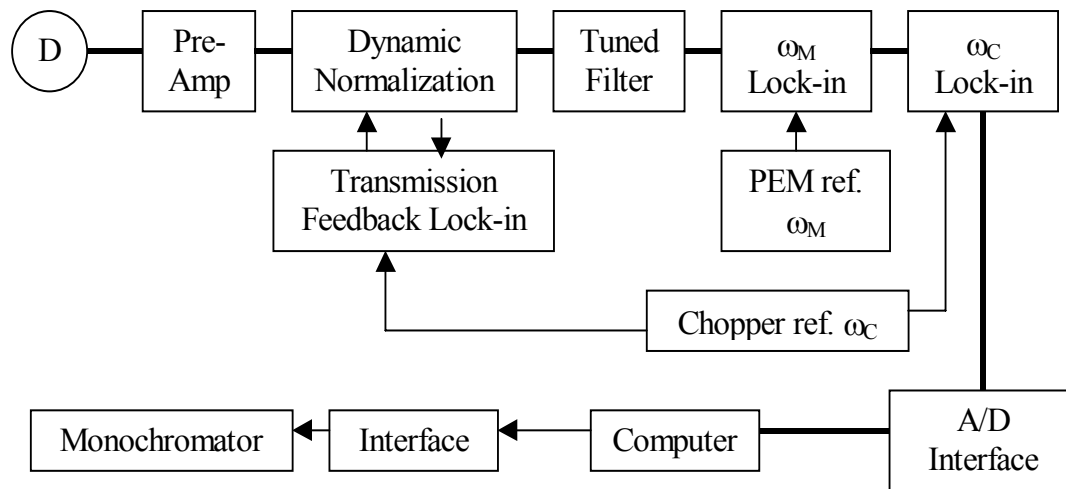 D
Pre-
Amp
Dynamic
Normalization
Tuned
Filter
ωM
Lock-in
ωC
Lock-in
Transmission
Feedback Lock-in
PEM ref.
ωM
Chopper ref. ωC
Monochromator
Interface
Computer
A/D
Interface